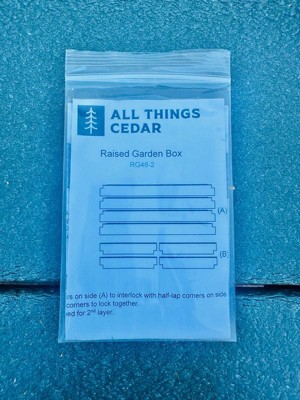 ALL THINGS
CEDAR
Raised Garden Box
RG48-2
(A)
(B)
rs on side (A) to interlock with half-lap corners on side
corners to lock together.
ed for 2nd layer.